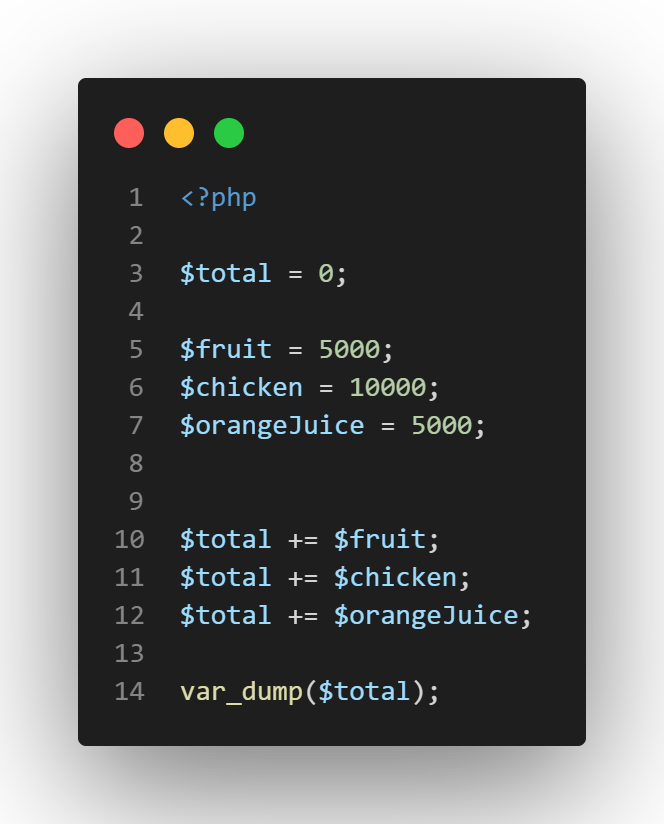 1 <?php
2
3 $total = 0;
4
5 $fruit = 5000;
6 $chicken = 10000;
7 $orangeJuice = 5000;
8
9
10 $total += $fruit;
11 $total += $chicken;
12 $total += $orangeJuice;
13
14 var_dump($total);